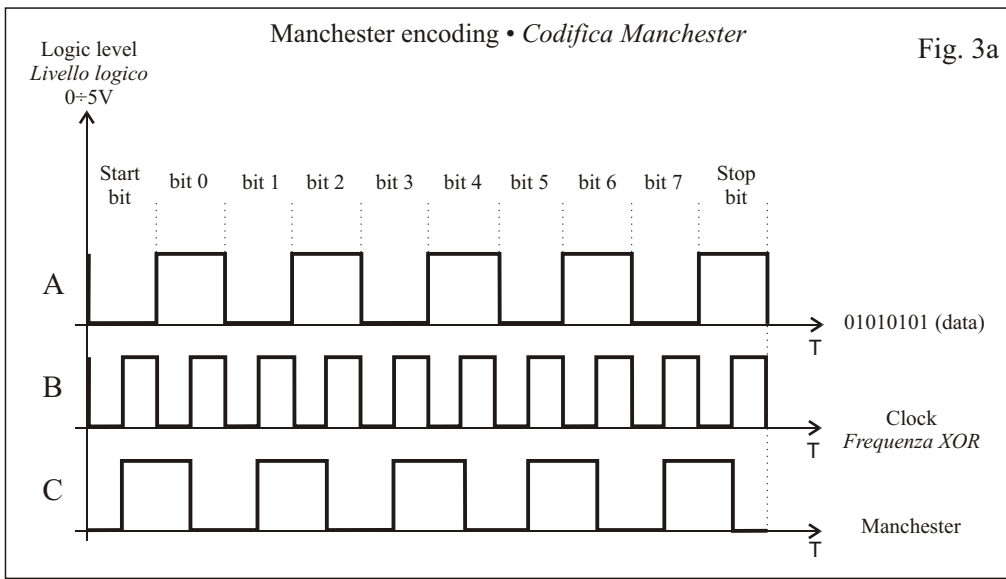 Manchester encoding • Codifica Manchester
Fig. 3a
Logic level
Livello logico
0÷5V
Start
bit
bit 0
bit 1
bit 2
bit 3
bit 4
bit 5
bit 6
bit 7
Stop
bit
A
T
01010101 (data)
B
T
Clock
Frequenza XOR
C
T
Manchester